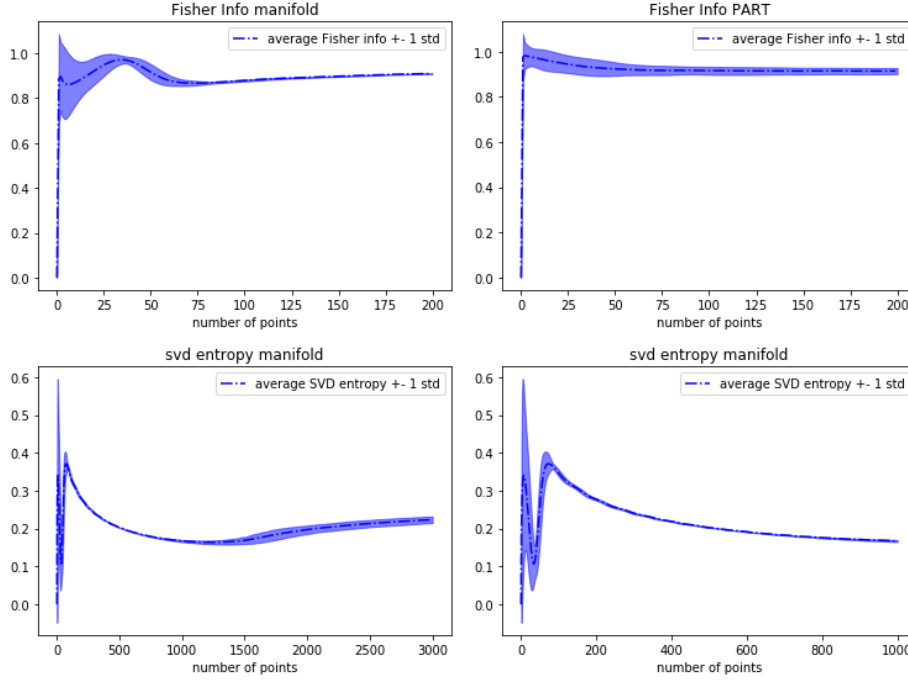 Fisher Info manifold
average Fisher info +- 1 std
1.0
0.8
0.6
0.4
0.2
0.0
0 25 50 75 100 125 150 175 200
number of points
Fisher Info PART
average Fisher info +- 1 std
1.0
0.8
0.6
0.4
0.2
0.0
0 25 50 75 100 125 150 175 200
number of points
svd entropy manifold
average SVD entropy +- 1 std
0.6
0.5
0.4
0.3
0.2
0.1
0.0
0 500 1000 1500 2000 2500 3000
number of points
svd entropy manifold
average SVD entropy +- 1 std
0.6
0.5
0.4
0.3
0.2
0.1
0.0
0 200 400 600 800 1000
number of points